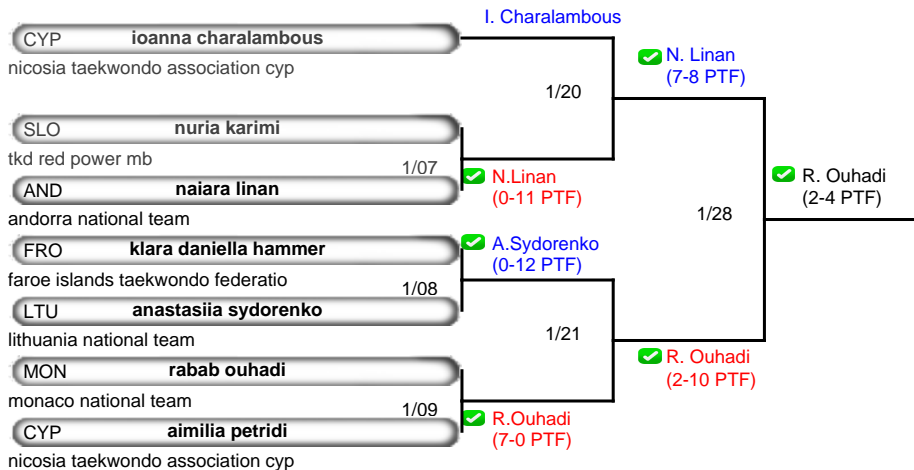 I. Charalambous
CYP ioanna charalambous
nicosia taekwondo association cyp
N. Linan
(7-8 PTF)
1/20
SLO nuria karimi
tkd red power mb
1/07
N.Linan
(0-11 PTF)
AND naiara linan
andorra national team
R. Ouhadi
(2-4 PTF)
1/28
FRO klara daniella hammer
faroe islands taekwondo federatio
A.Sydorenko
(0-12 PTF)
1/08
LTU anastasiia sydorenko
lithuania national team
1/21
R. Ouhadi
(2-10 PTF)
MON rabab ouhadi
monaco national team
1/09
R.Ouhadi
(7-0 PTF)
CYP aimilia petridi
nicosia taekwondo association cyp